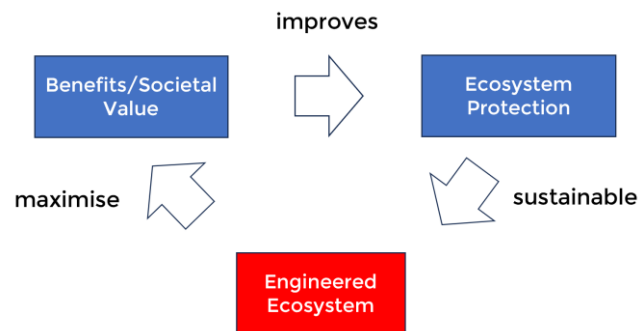 improves
Benefits/Societal
Value
Ecosystem
Protection
maximise
sustainable
Engineered
Ecosystem